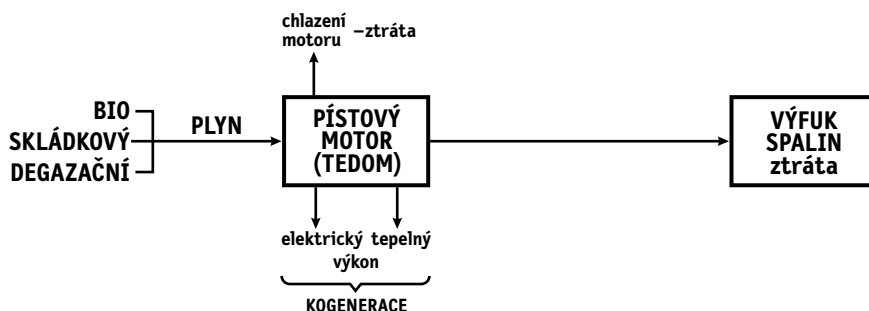 chlazení
motoru –ztráta
BIO
SKLÁDKOVÝ
DEGAZAČNÍ
PLYN
PÍSTOVÝ
MOTOR
(TEDOM)
VÝFUK
SPALIN
ztráta
elektrický tepelný
výkon
KOGENERACE